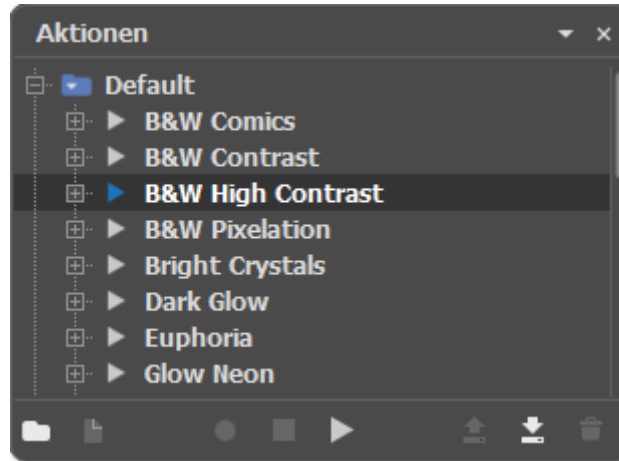 Aktionen
Default
B&W Comics
B&W Contrast
B&W High Contrast
B&W Pixelation
Bright Crystals
Dark Glow
Euphoria
Glow Neon